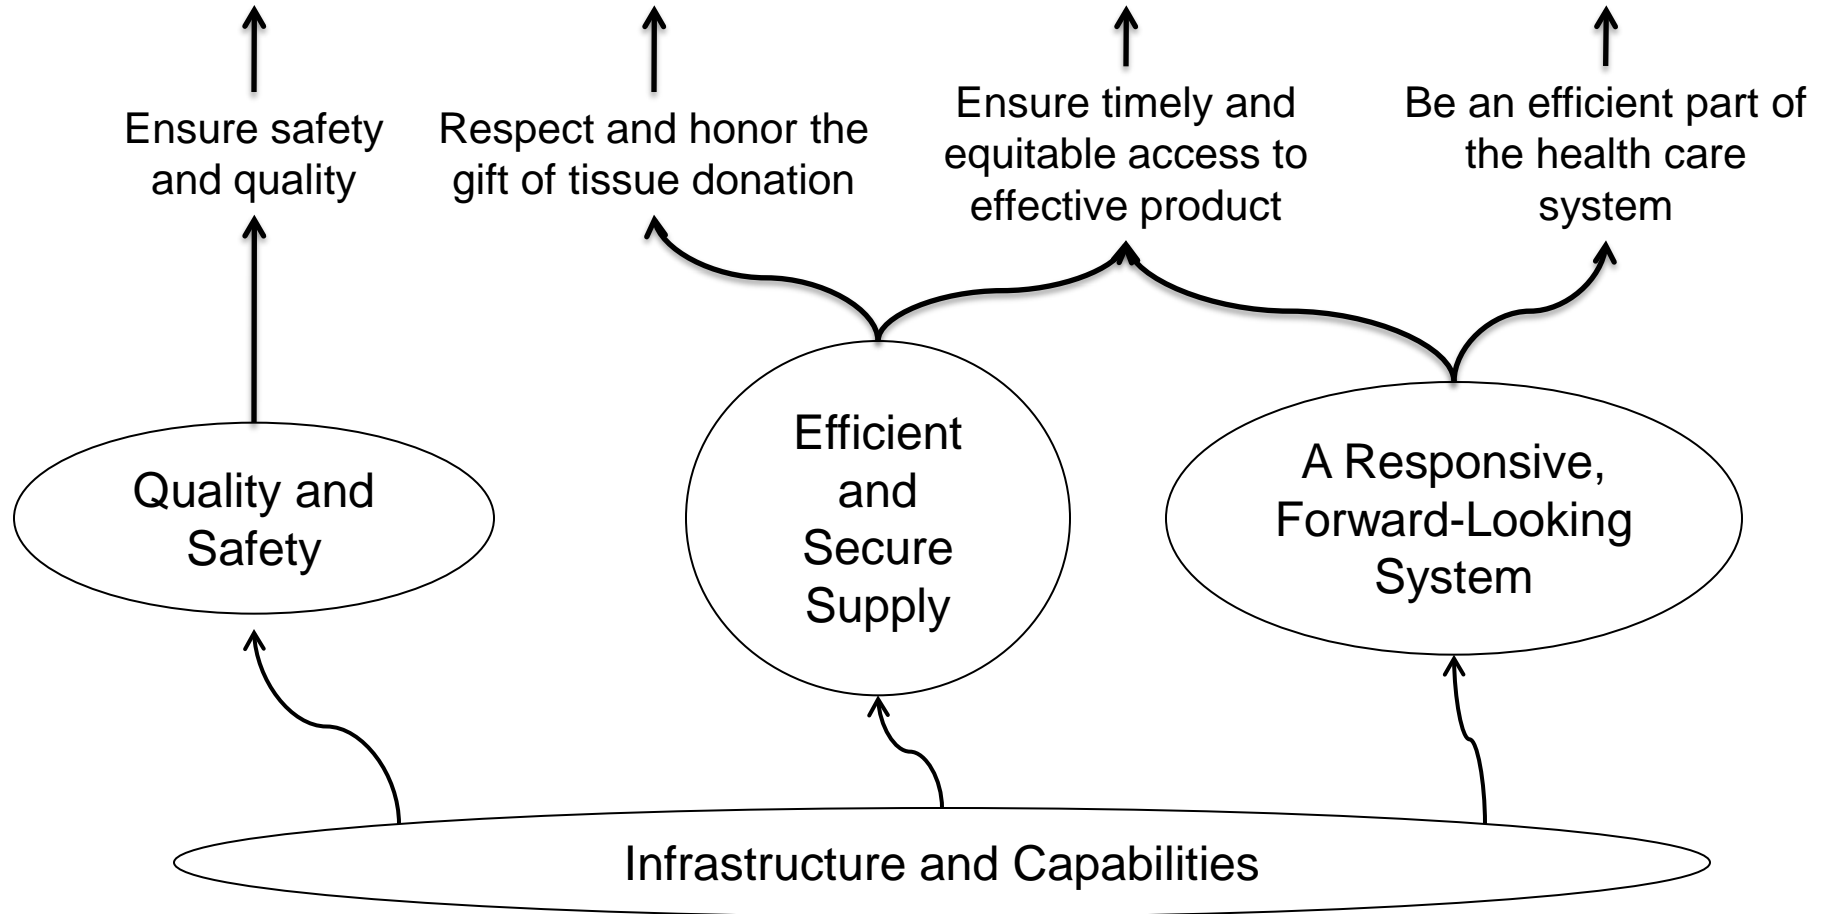 Ensure safety
and quality
Respect and honor the
gift of tissue donation
Ensure timely and
equitable access to
effective product
Be an efficient part of
the health care
system
Quality and
Safety
Efficient
and
Secure
Supply
A Responsive,
Forward-Looking
System
Infrastructure and Capabilities